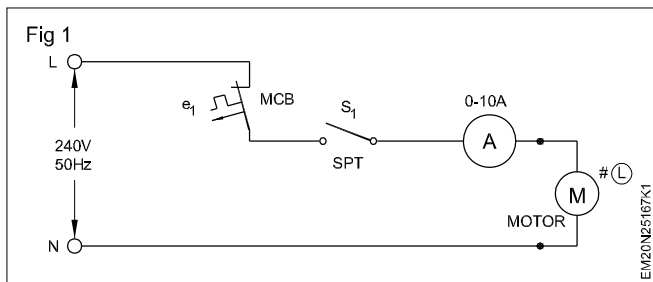 Fig 1
L
e1
MCB
S1
SPT
0-10A
A
240V
50Hz
# L
M
MOTOR
N
EM20N25167K1